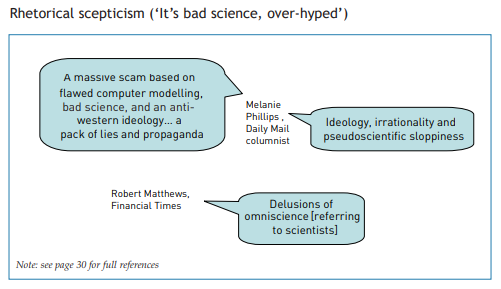 Rhetorical scepticism (‘It’s bad science, over-hyped’)
A massive scam based on
flawed computer modelling,
bad science, and an anti-
western ideology... a
pack of lies and propaganda
Melanie
Phillips ,
Daily Mail
columnist
Ideology, irrationality and
pseudoscientific sloppiness
Robert Matthews,
Financial Times
Delusions of
omniscience [referring
to scientists]
Note: see page 30 for full references